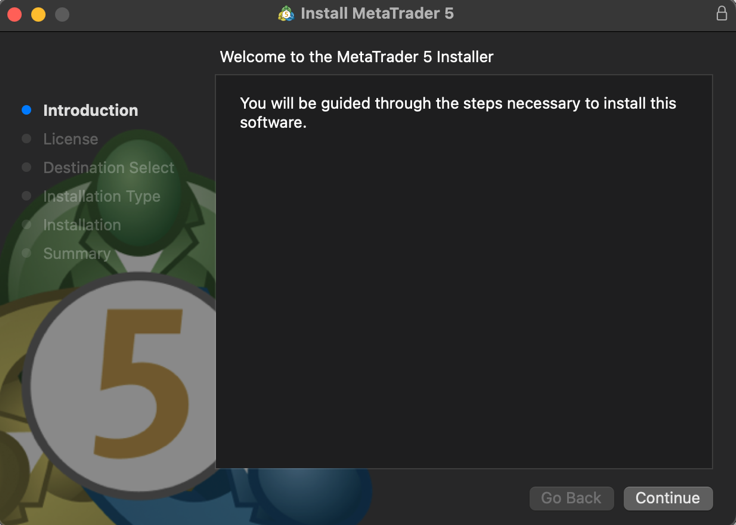 Install MetaTrader 5
Welcome to the MetaTrader 5 Installer
Introduction
License
Destination Select
Installation Type
Installation
Summary
You will be guided through the steps necessary to install this
software.
5
Go Back
Continue